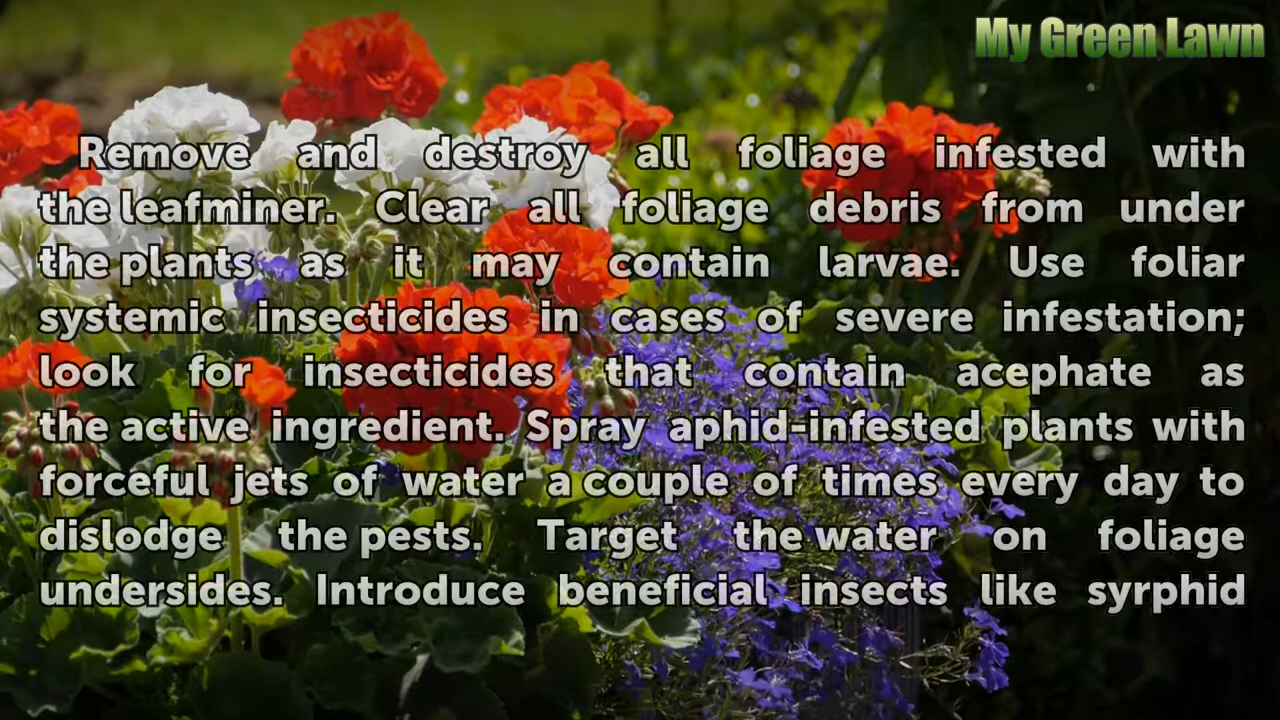 My Green Lawn
Remove and destroy all foliage infested with
the leafminer. Clear all foliage debris from under
the plants as it may contain larvae. Use foliar
systemic insecticides in cases of severe infestation;
look for insecticides that contain acephate as
the active ingredient. Spray aphid-infested plants with
forceful jets of water a couple of times every day to
dislodge the pests. Target the water on foliage
undersides. Introduce beneficial insects like syrphid